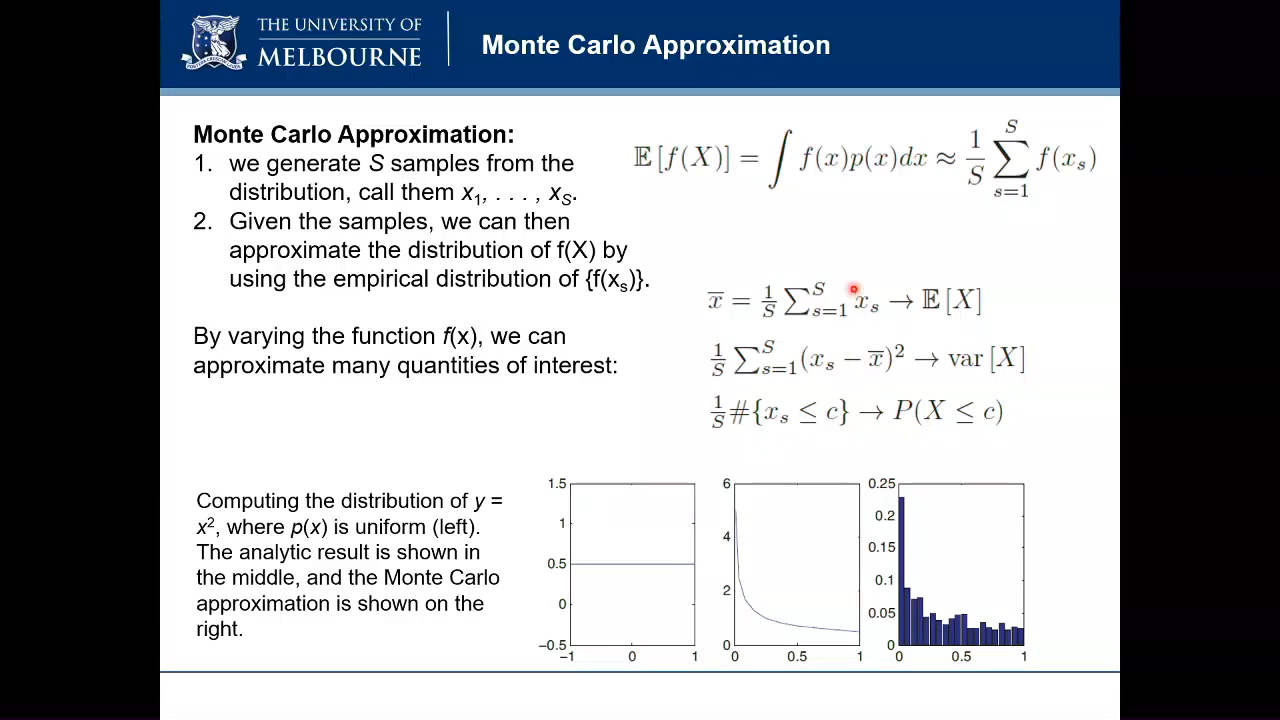 THE UNIVERSITY OF
MELBOURNE
Monte Carlo Approximation
Monte Carlo Approximation:
1. we generate S samples from the
distribution, call them x₁, . . . , x_S.
2. Given the samples, we can then
approximate the distribution of f(X) by
using the empirical distribution of {f(xₛ)}.
By varying the function f(x), we can
approximate many quantities of interest:
𝔼 [f(X)] = ∫ f(x)p(x)dx ≈ 1/S ∑_{s=1}^{S} f(xₛ)
x̅ = 1/S ∑_{s=1}^{S} xₛ → 𝔼 [X]
1/S ∑_{s=1}^{S} (xₛ − x̅)² → var [X]
1/S #{xₛ ≤ c} → P(X ≤ c)
Computing the distribution of y =
x², where p(x) is uniform (left).
The analytic result is shown in
the middle, and the Monte Carlo
approximation is shown on the
right.
1.5
1
0.5
0
−0.5
−1 0 1
6
4
2
0
0 0.5 1
0.25
0.2
0.15
0.1
0.05
0
0 0.5 1